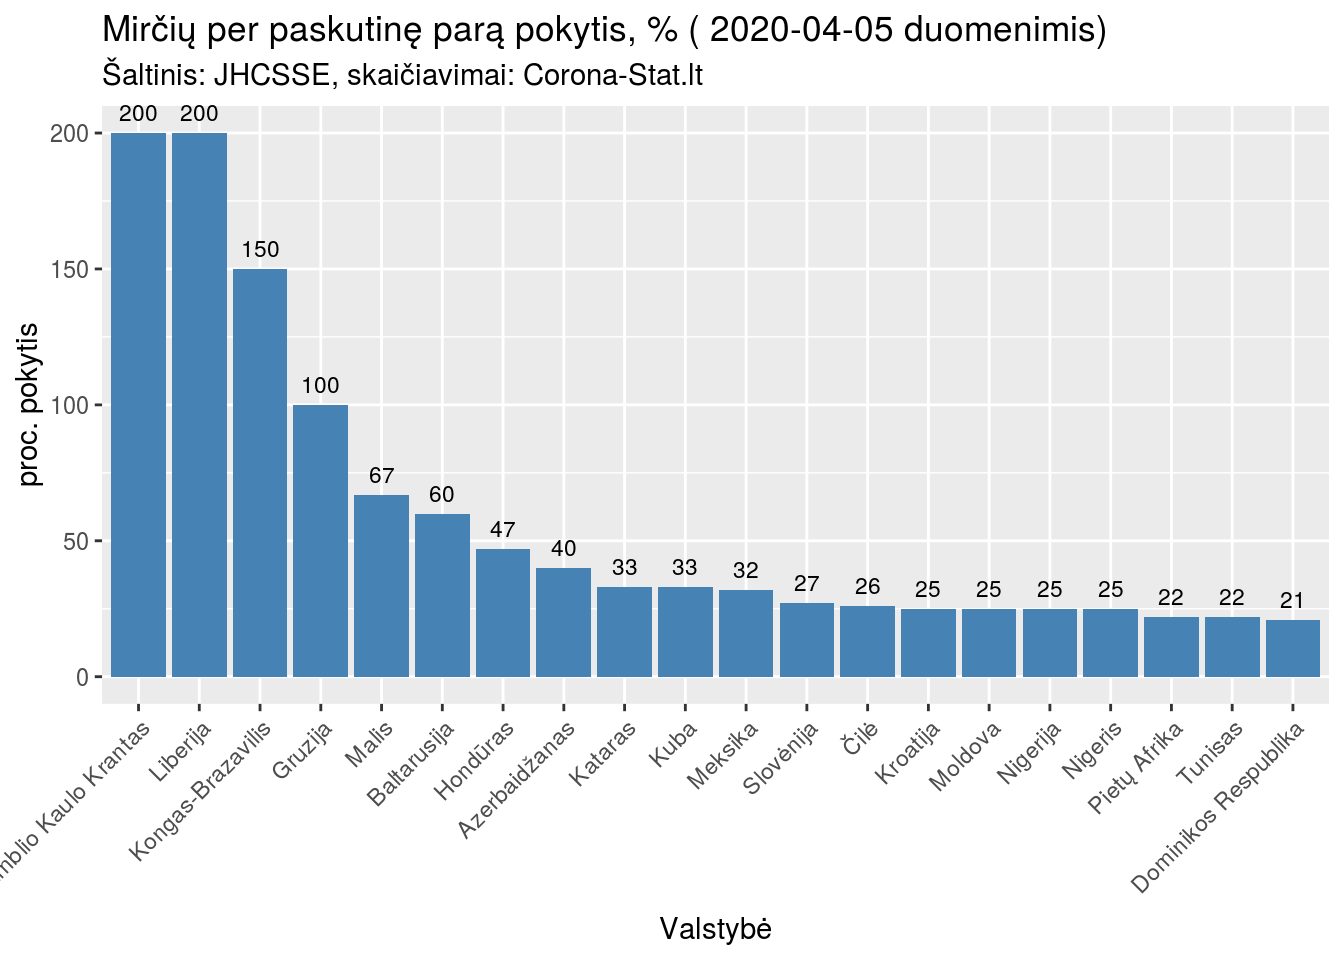 Mirčių per paskutinę parą pokytis, % ( 2020-04-05 duomenimis)
Šaltinis: JHCSSE, skaičiavimai: Corona-Stat.lt
proc. pokytis
200
150
100
50
0
200
200
150
100
67
60
47
40
33
33
32
27
26
25
25
25
25
22
22
21
Kaulo Krantas
Liberija
Kongas-Brazavilis
Gruzija
Malis
Baltarusija
Hondūras
Azerbaidžanas
Kataras
Kuba
Meksika
Slovėnija
Čilė
Kroatija
Moldova
Nigerija
Nigeris
Pietų Afrika
Tunisas
Dominikos Respublika
Valstybė